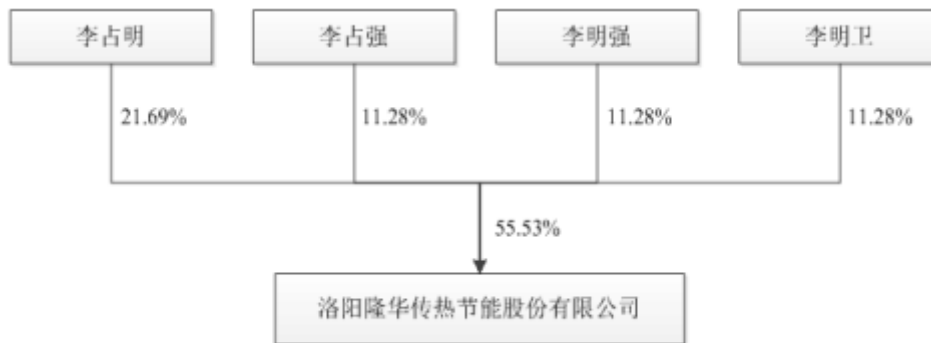 李占明
李占强
李明强
李明卫
21.69%
11.28%
11.28%
11.28%
55.53%
洛阳隆华传热节能股份有限公司